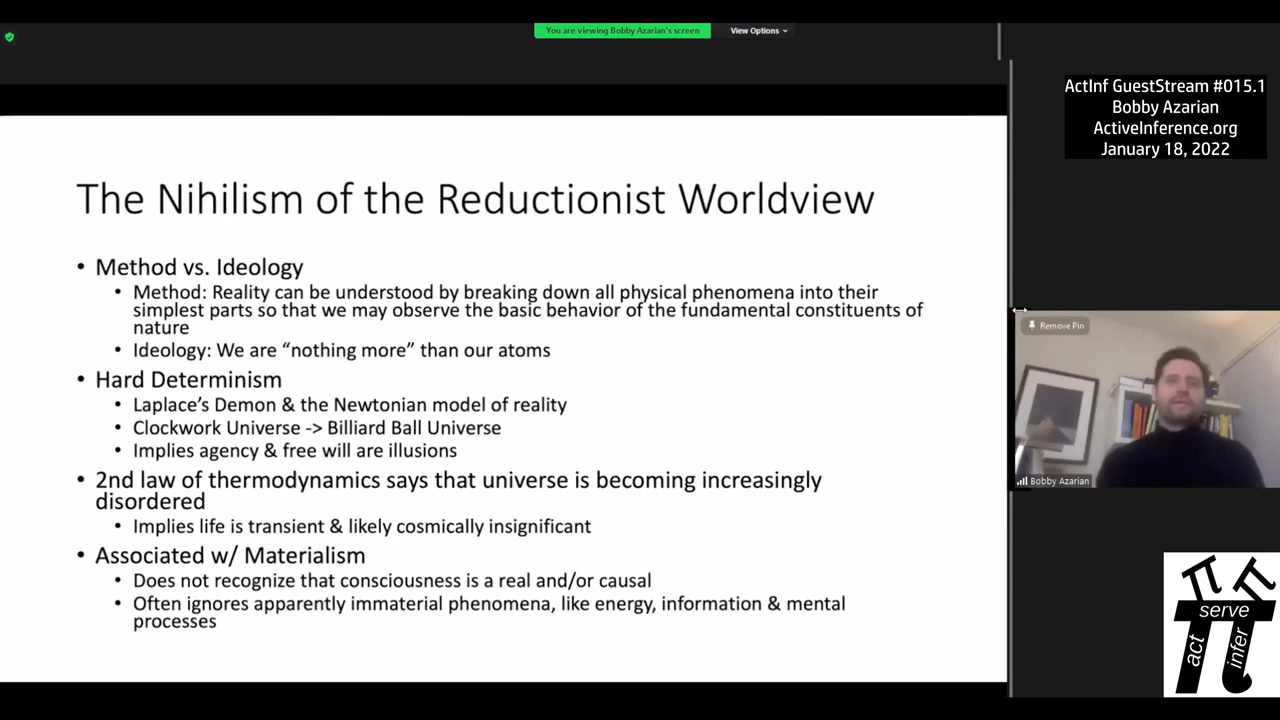 You are viewing Bobby Azarian's screen
View Options
ActInf GuestStream #015.1
Bobby Azarian
ActiveInference.org
January 18, 2022
The Nihilism of the Reductionist Worldview
• Method vs. Ideology
• Method: Reality can be understood by breaking down all physical phenomena into their
simplest parts so that we may observe the basic behavior of the fundamental constituents of
nature
• Ideology: We are “nothing more” than our atoms
• Hard Determinism
• Laplace’s Demon & the Newtonian model of reality
• Clockwork Universe -> Billiard Ball Universe
• Implies agency & free will are illusions
• 2nd law of thermodynamics says that universe is becoming increasingly
disordered
• Implies life is transient & likely cosmically insignificant
• Associated w/ Materialism
• Does not recognize that consciousness is a real and/or causal
• Often ignores apparently immaterial phenomena, like energy, information & mental
processes
Remove Pin
Bobby Azarian
serve
act
infer